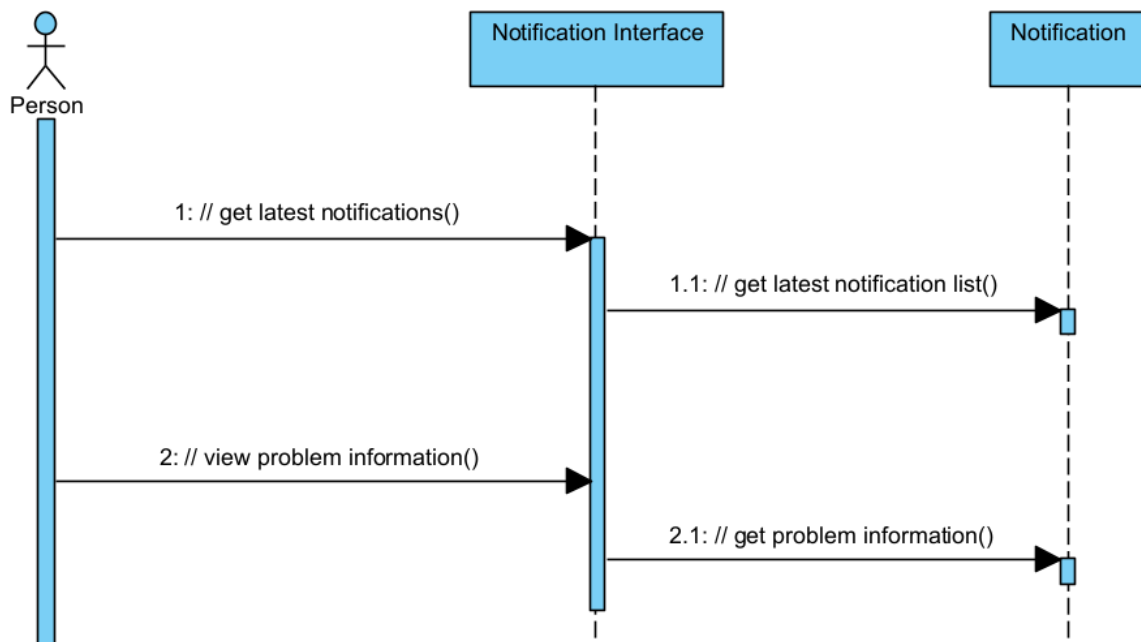 Notification Interface
Notification
Person
1: // get latest notifications()
1.1: // get latest notification list()
2: // view problem information()
2.1: // get problem information()